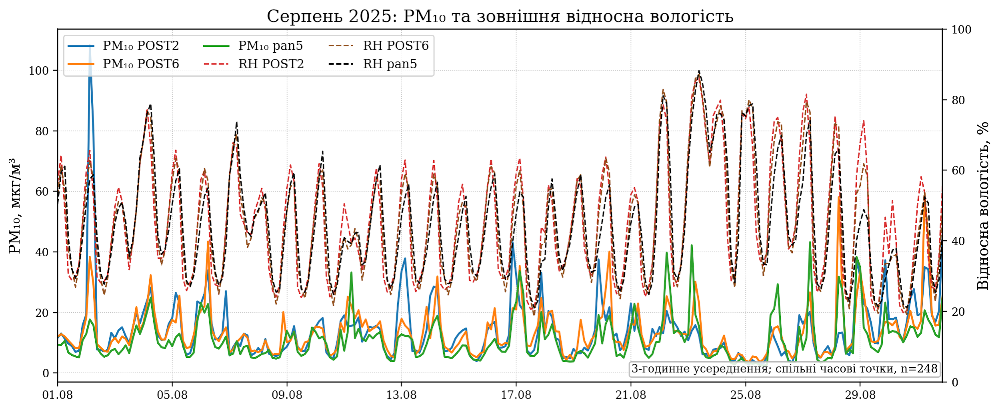 Серпень 2025: PM₁₀ та зовнішня відносна вологість
PM₁₀ POST2
PM₁₀ POST6
PM₁₀ pan5
RH POST2
RH POST6
RH pan5
PM₁₀, мкг/м³
100
80
60
40
20
0
Відносна вологість, %
100
80
60
40
20
0
3-годинне усереднення; спільні часові точки, n=248
01.08 05.08 09.08 13.08 17.08 21.08 25.08 29.08